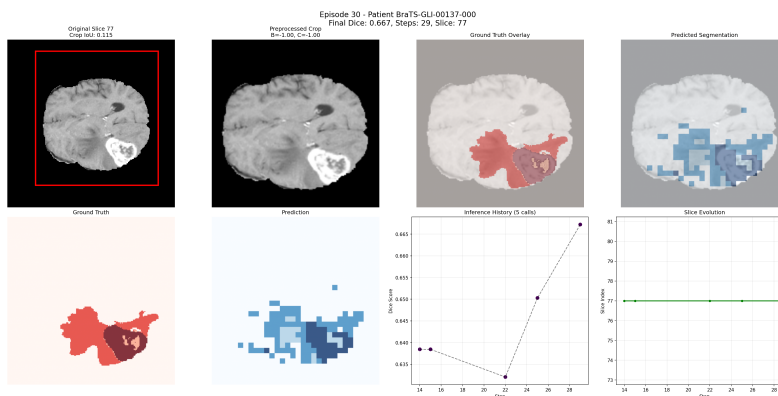 Episode 30 - Patient BraTS-GLI-00137-000
Final Dice: 0.667, Steps: 29, Slice: 77
Original Slice 77
Crop IoU: 0.115
Preprocessed Crop
B=-1.00, C=-1.00
Ground Truth Overlay
Predicted Segmentation
Ground Truth
Prediction
Inference History (5 calls)
Slice Evolution
Dice Score
0.665
0.660
0.655
0.650
0.645
0.640
0.635
14 16 18 20 22 24 26 28
Slice Index
81
80
79
78
77
76
75
74
73
14 16 18 20 22 24 26 28